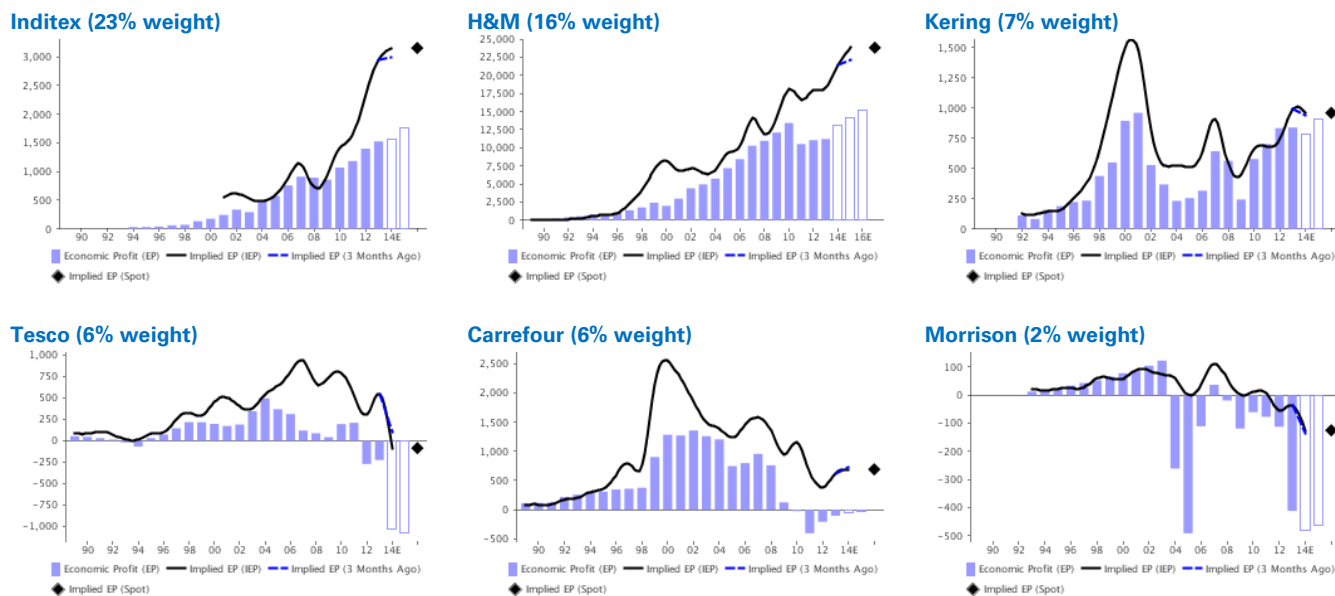 Inditex (23% weight)
3,000
2,500
2,000
1,500
1,000
500
0
90 92 94 96 98 00 02 04 06 08 10 12 14E
Economic Profit (EP) Implied EP (IEP) Implied EP (3 Months Ago)
Implied EP (Spot)
H&M (16% weight)
25,000
22,500
20,000
17,500
15,000
12,500
10,000
7,500
5,000
2,500
0
90 92 94 96 98 00 02 04 06 08 10 12 14E 16E
Economic Profit (EP) Implied EP (IEP) Implied EP (3 Months Ago)
Implied EP (Spot)
Kering (7% weight)
1,500
1,250
1,000
750
500
250
0
90 92 94 96 98 00 02 04 06 08 10 12 14E
Economic Profit (EP) Implied EP (IEP) Implied EP (3 Months Ago)
Implied EP (Spot)
Tesco (6% weight)
1,000
750
500
250
0
-250
-500
-750
-1,000
90 92 94 96 98 00 02 04 06 08 10 12 14E
Economic Profit (EP) Implied EP (IEP) Implied EP (3 Months Ago)
Implied EP (Spot)
Carrefour (6% weight)
2,500
2,000
1,500
1,000
500
0
-500
90 92 94 96 98 00 02 04 06 08 10 12 14E
Economic Profit (EP) Implied EP (IEP) Implied EP (3 Months Ago)
Implied EP (Spot)
Morrison (2% weight)
100
0
-100
-200
-300
-400
-500
90 92 94 96 98 00 02 04 06 08 10 12 14E
Economic Profit (EP) Implied EP (IEP) Implied EP (3 Months Ago)
Implied EP (Spot)